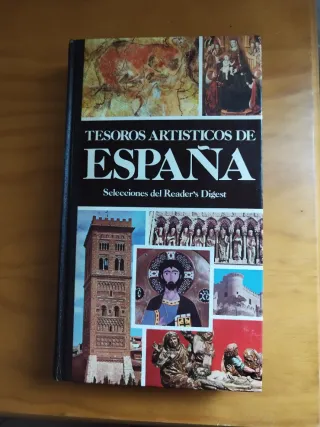 TESOROS ARTISTICOS DE
ESPAÑA
Selecciones del Reader's Digest